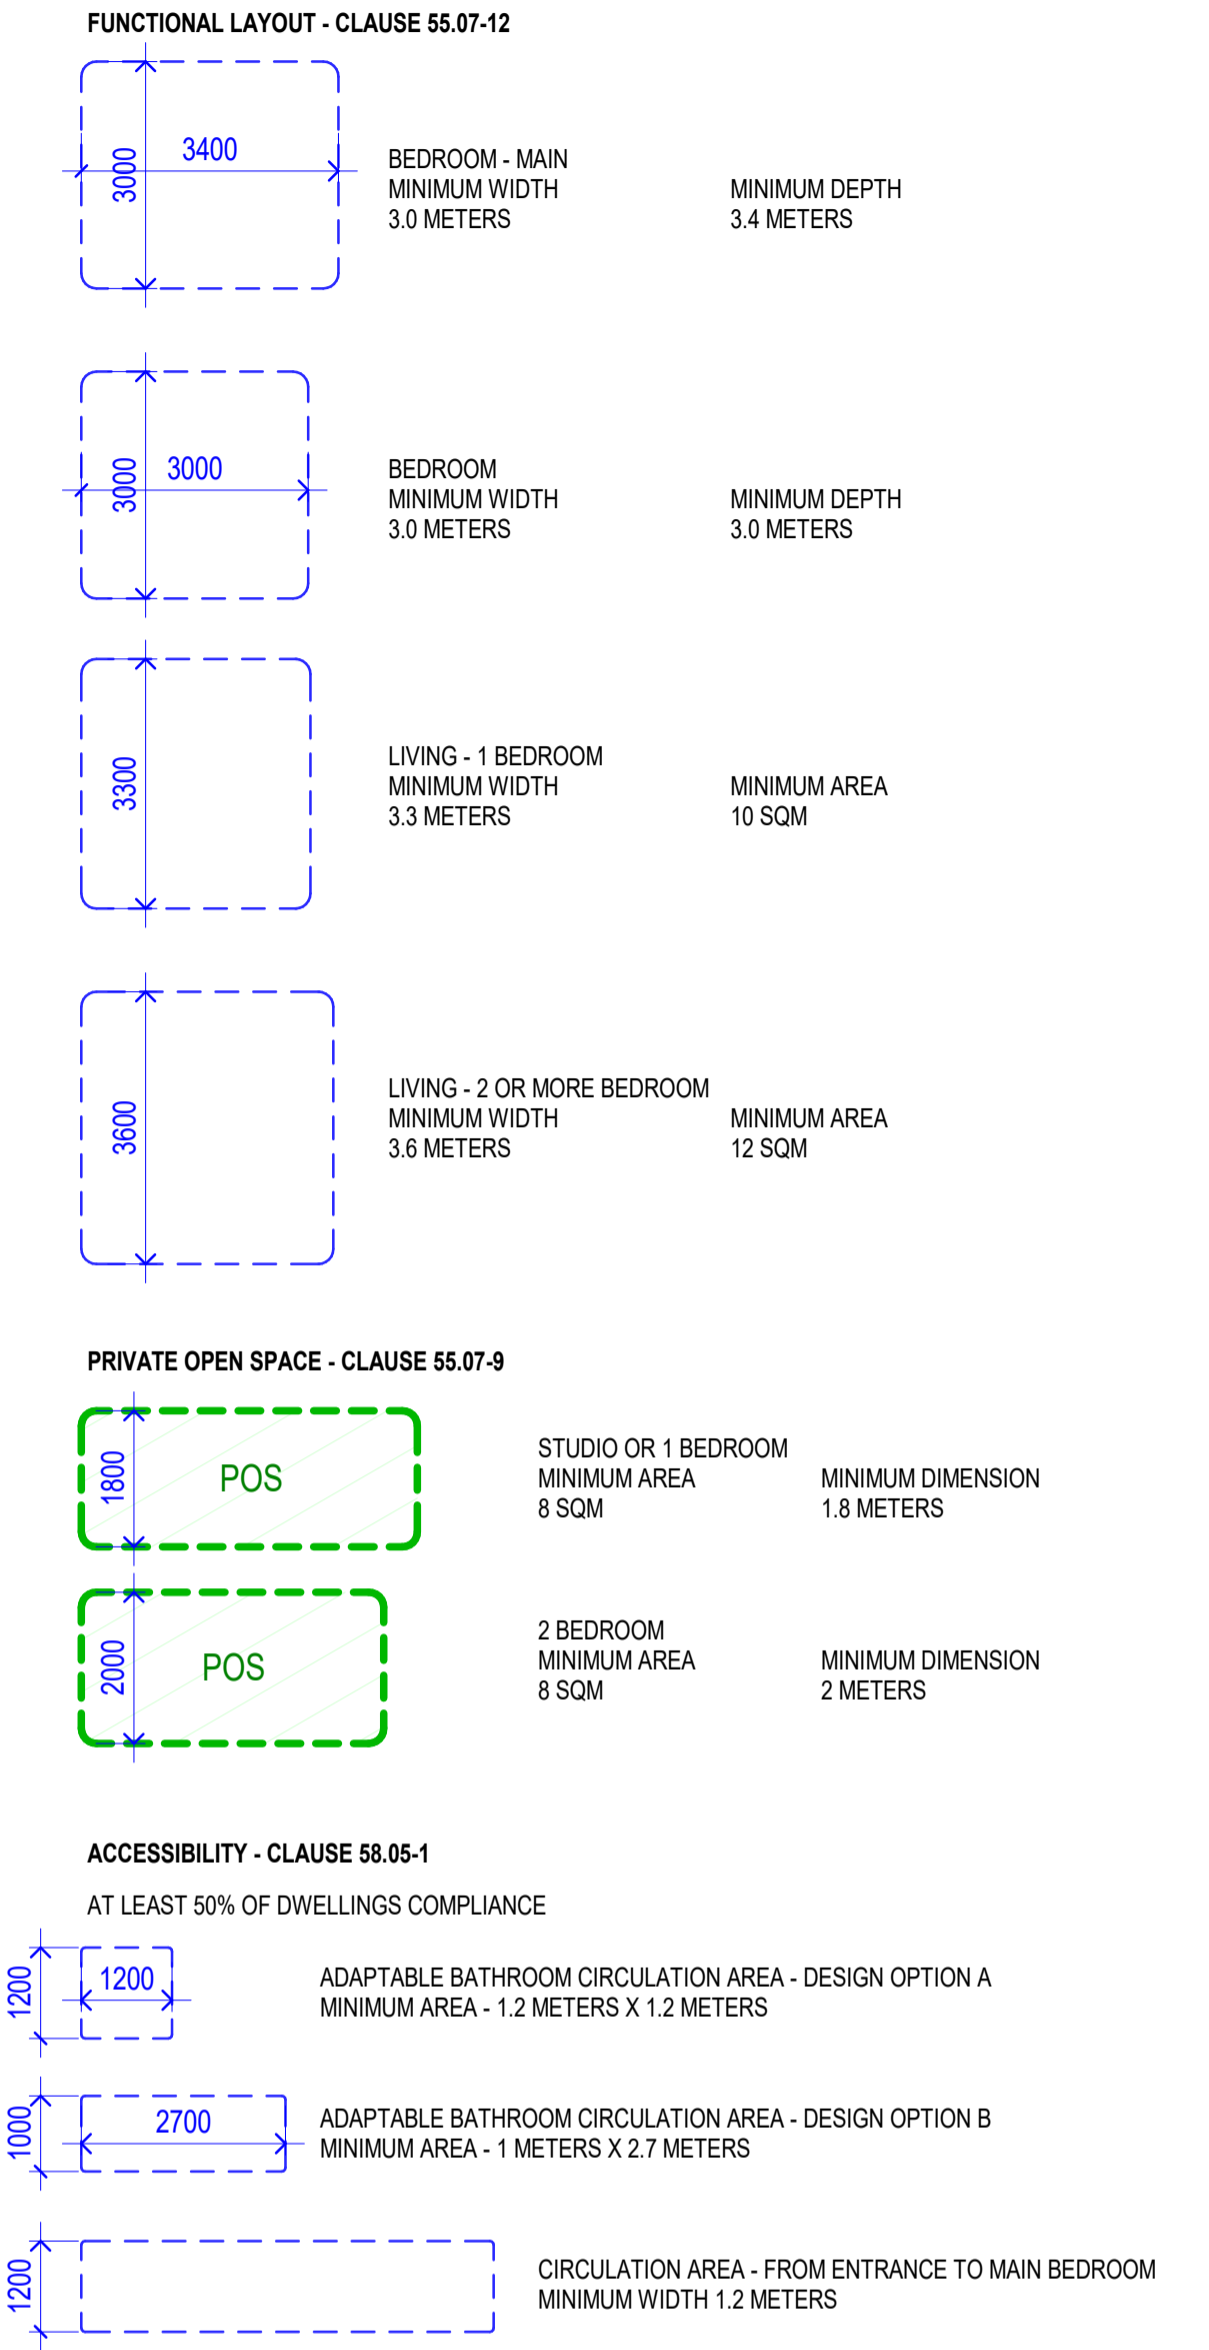 FUNCTIONAL LAYOUT - CLAUSE 55.07-12
3400
3000
BEDROOM - MAIN
MINIMUM WIDTH
3.0 METERS
MINIMUM DEPTH
3.4 METERS
3000
3000
BEDROOM
MINIMUM WIDTH
3.0 METERS
MINIMUM DEPTH
3.0 METERS
3300
LIVING - 1 BEDROOM
MINIMUM WIDTH
3.3 METERS
MINIMUM AREA
10 SQM
3600
LIVING - 2 OR MORE BEDROOM
MINIMUM WIDTH
3.6 METERS
MINIMUM AREA
12 SQM
PRIVATE OPEN SPACE - CLAUSE 55.07-9
1800
POS
STUDIO OR 1 BEDROOM
MINIMUM AREA
8 SQM
MINIMUM DIMENSION
1.8 METERS
2000
POS
2 BEDROOM
MINIMUM AREA
8 SQM
MINIMUM DIMENSION
2 METERS
ACCESSIBILITY - CLAUSE 58.05-1
AT LEAST 50% OF DWELLINGS COMPLIANCE
1200
1200
ADAPTABLE BATHROOM CIRCULATION AREA - DESIGN OPTION A
MINIMUM AREA - 1.2 METERS X 1.2 METERS
1000
2700
ADAPTABLE BATHROOM CIRCULATION AREA - DESIGN OPTION B
MINIMUM AREA - 1 METERS X 2.7 METERS
1200
CIRCULATION AREA - FROM ENTRANCE TO MAIN BEDROOM
MINIMUM WIDTH 1.2 METERS